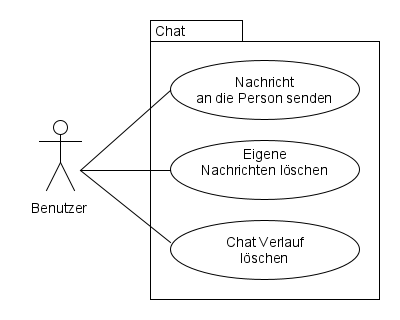 Chat
Nachricht
an die Person senden
Eigene
Nachrichten löschen
Benutzer
Chat Verlauf
löschen